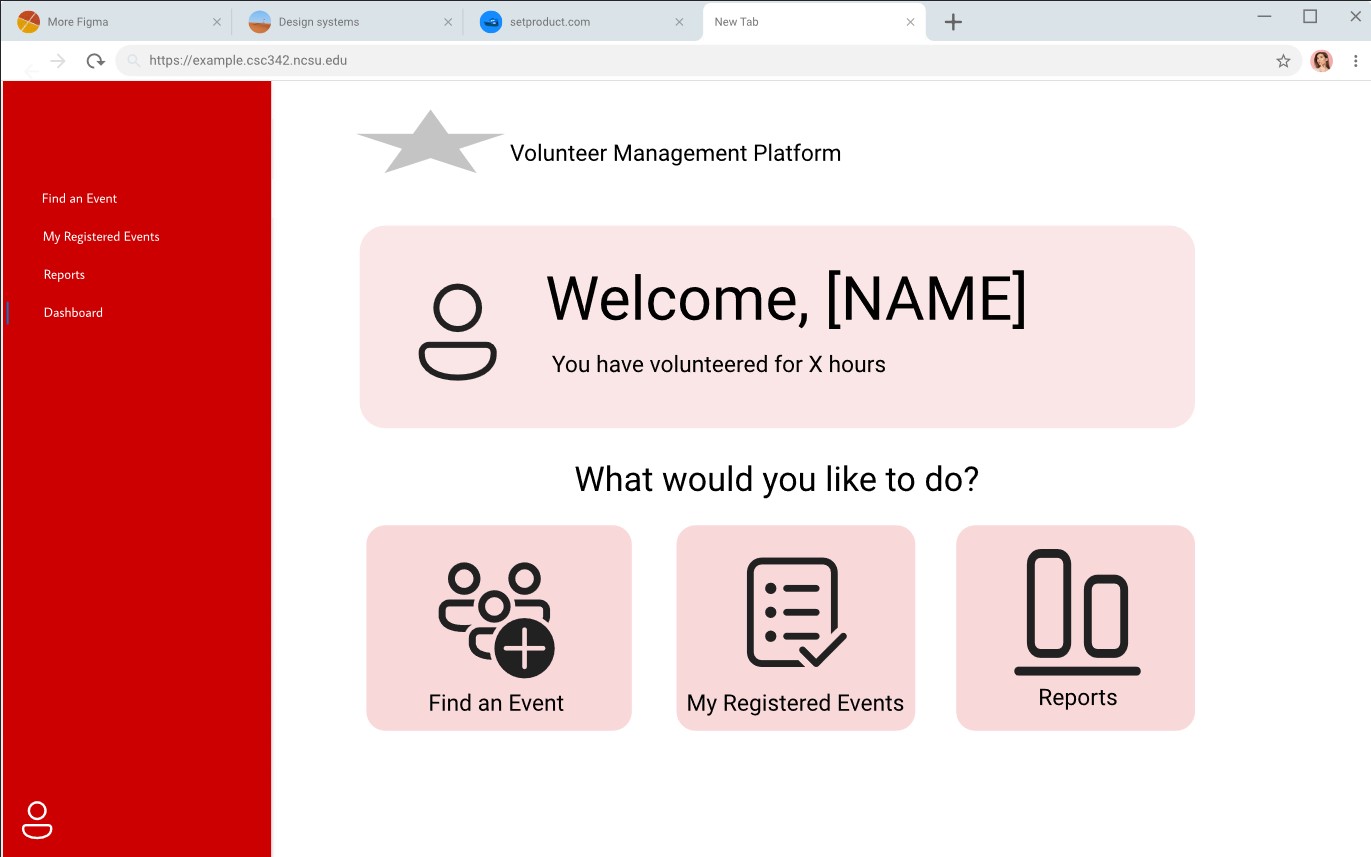 More Figma
Design systems
setproduct.com
New Tab
https://example.csc342.ncsu.edu
Volunteer Management Platform
Find an Event
My Registered Events
Reports
Dashboard
Welcome, [NAME]
You have volunteered for X hours
What would you like to do?
Find an Event
My Registered Events
Reports